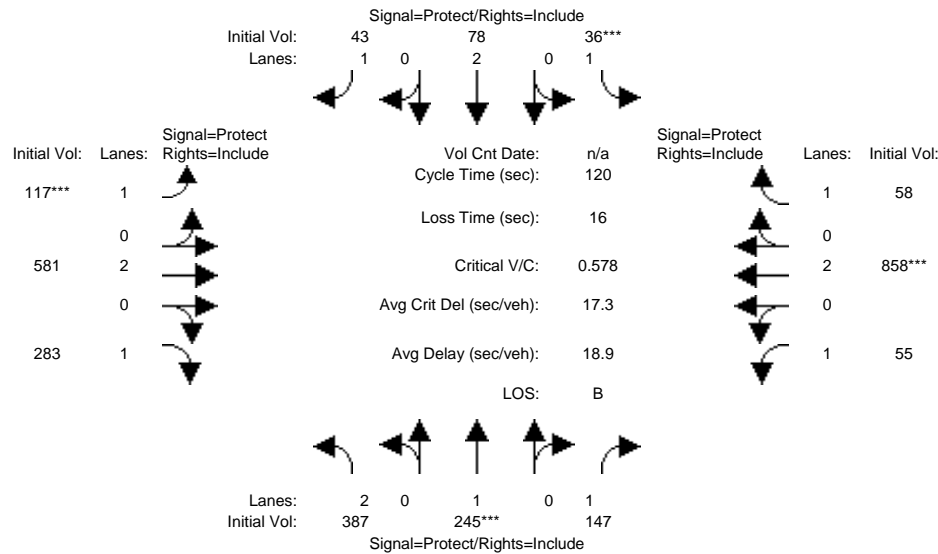 Signal=Protect/Rights=Include
Initial Vol: 43 78 36***
Lanes: 1 0 2 0 1
Signal=Protect
Initial Vol: Lanes: Rights=Include
Vol Cnt Date: n/a
Signal=Protect
Rights=Include Lanes: Initial Vol:
Cycle Time (sec): 120
117*** 1
1 58
Loss Time (sec): 16
0
0
581 2
Critical V/C: 0.578
2 858***
0
Avg Crit Del (sec/veh): 17.3
0
283 1
Avg Delay (sec/veh): 18.9
1 55
LOS: B
Lanes: 2 0 1 0 1
Initial Vol: 387 245*** 147
Signal=Protect/Rights=Include